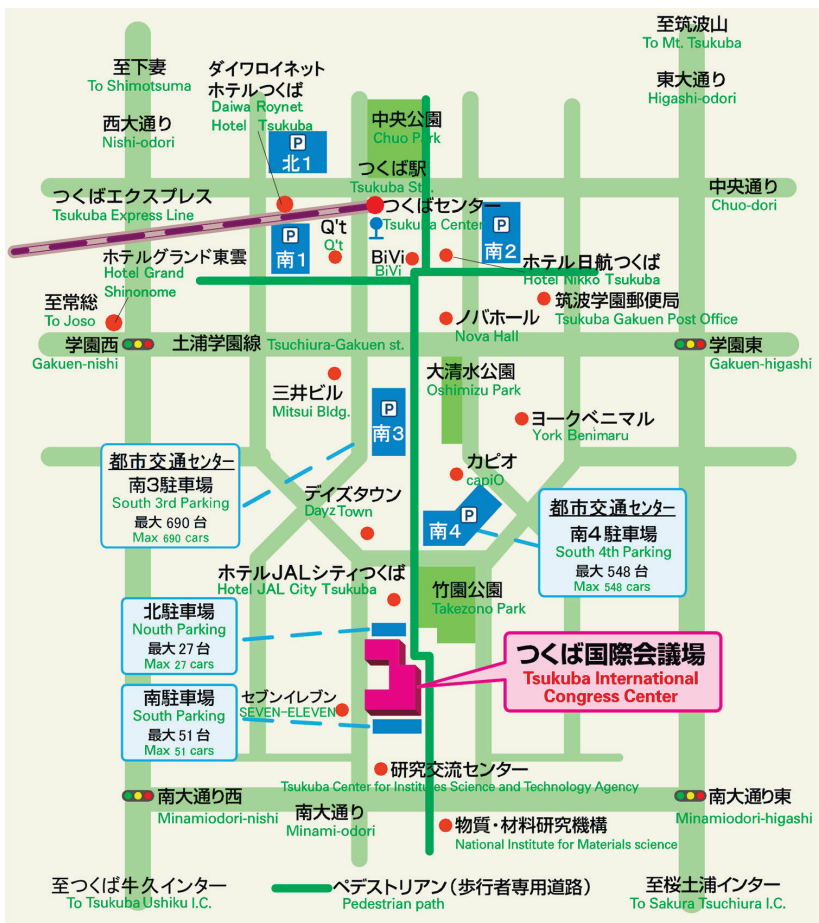 至筑波山
To Mt. Tsukuba
至下妻
To Shimotsuma
ダイワロイネット
ホテルつくば
Daiwa Roynet
Hotel Tsukuba
東大通り
Higashi-odori
西大通り
Nishi-odori
中央公園
Chuo Park
P
北1
つくば駅
Tsukuba Sta.
つくばエクスプレス
Tsukuba Express Line
中央通り
Chuo-dori
つくばセンター
Tsukuba Center
Q't
Q't
P
南1
P
南2
BiVi
BiVi
ホテルグランド東雲
Hotel Grand
Shinonome
ホテル日航つくば
Hotel Nikko Tsukuba
至常総
To Joso
筑波学園郵便局
Tsukuba Gakuen Post Office
ノバホール
Nova Hall
学園西
Gakuen-nishi
土浦学園線 Tsuchiura-Gakuen st.
学園東
Gakuen-higashi
大清水公園
Oshimizu Park
三井ビル
Mitsui Bldg.
P
南3
ヨークベニマル
York Benimaru
都市交通センター
南3駐車場
South 3rd Parking
最大 690 台
Max 690 cars
カピオ
capiO
デイズタウン
Dayz Town
P
南4
都市交通センター
南4駐車場
South 4th Parking
最大 548 台
Max 548 cars
ホテルJALシティつくば
Hotel JAL City Tsukuba
竹園公園
Takezono Park
北駐車場
Nouth Parking
最大 27 台
Max 27 cars
つくば国際会議場
Tsukuba International
Congress Center
南駐車場
South Parking
最大 51 台
Max 51 cars
セブンイレブン
SEVEN-ELEVEN
研究交流センター
Tsukuba Center for Institutes Science and Technology Agency
南大通り西
Minamiodori-nishi
南大通り
Minami-odori
南大通り東
Minamiodori-higashi
物質・材料研究機構
National Institute for Materials science
至つくば牛久インター
To Tsukuba Ushiku I.C.
ペデストリアン(歩行者専用道路)
Pedestrian path
至桜土浦インター
To Sakura Tsuchiura I.C.